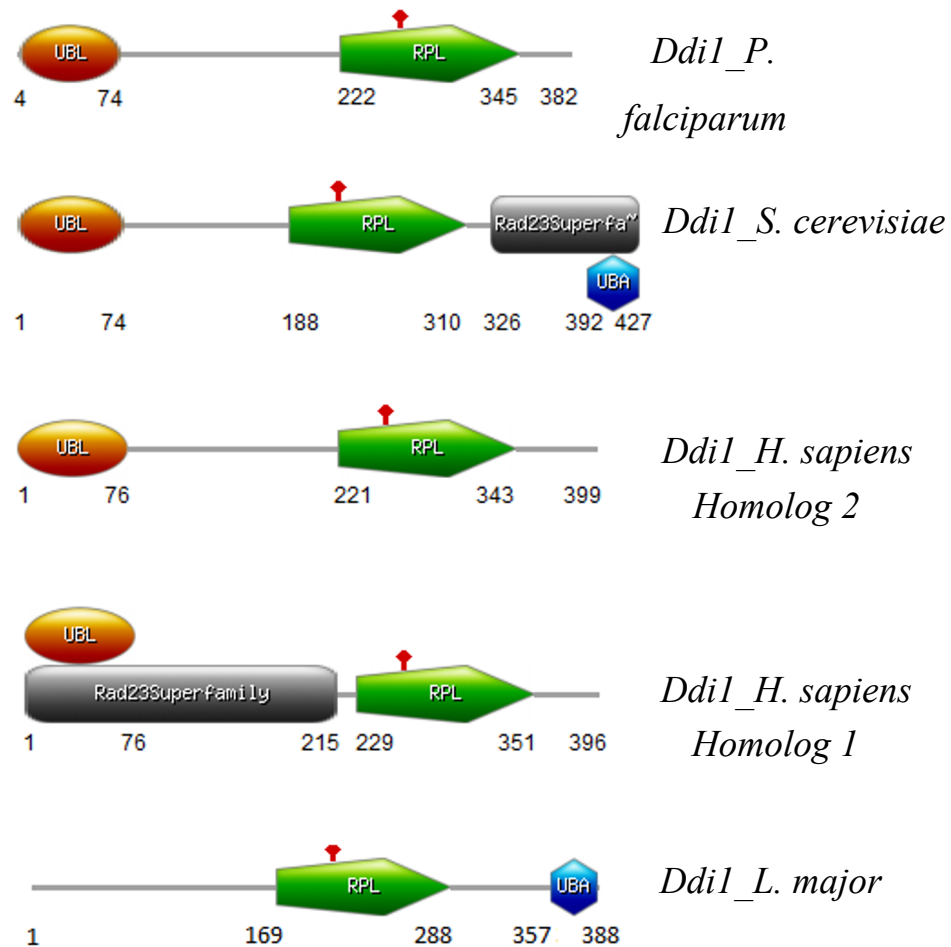 UBL RPL Ddi1_P.
4 74 222 345 382 falciparum
UBL RPL Rad23Superfa~ Ddi1_S. cerevisiae
UBA
1 74 188 310 326 392 427
UBL RPL Ddi1_H. sapiens
1 76 221 343 399 Homolog 2
UBL
Rad23Superfamily RPL Ddi1_H. sapiens
1 76 215 229 351 396 Homolog 1
RPL UBA Ddi1_L. major
1 169 288 357 388